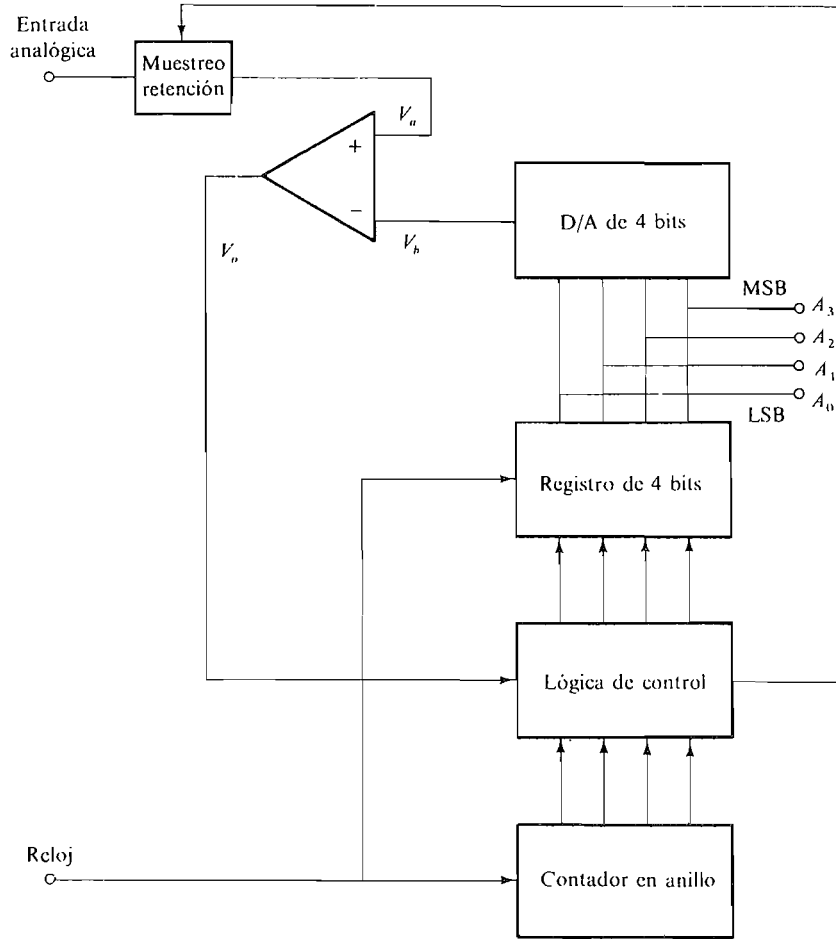 Entrada
analógica
Muestreo
retención
V_a
+
−
V_o
V_b
D/A de 4 bits
MSB
A_3
A_2
A_1
A_0
LSB
Registro de 4 bits
Lógica de control
Reloj
Contador en anillo